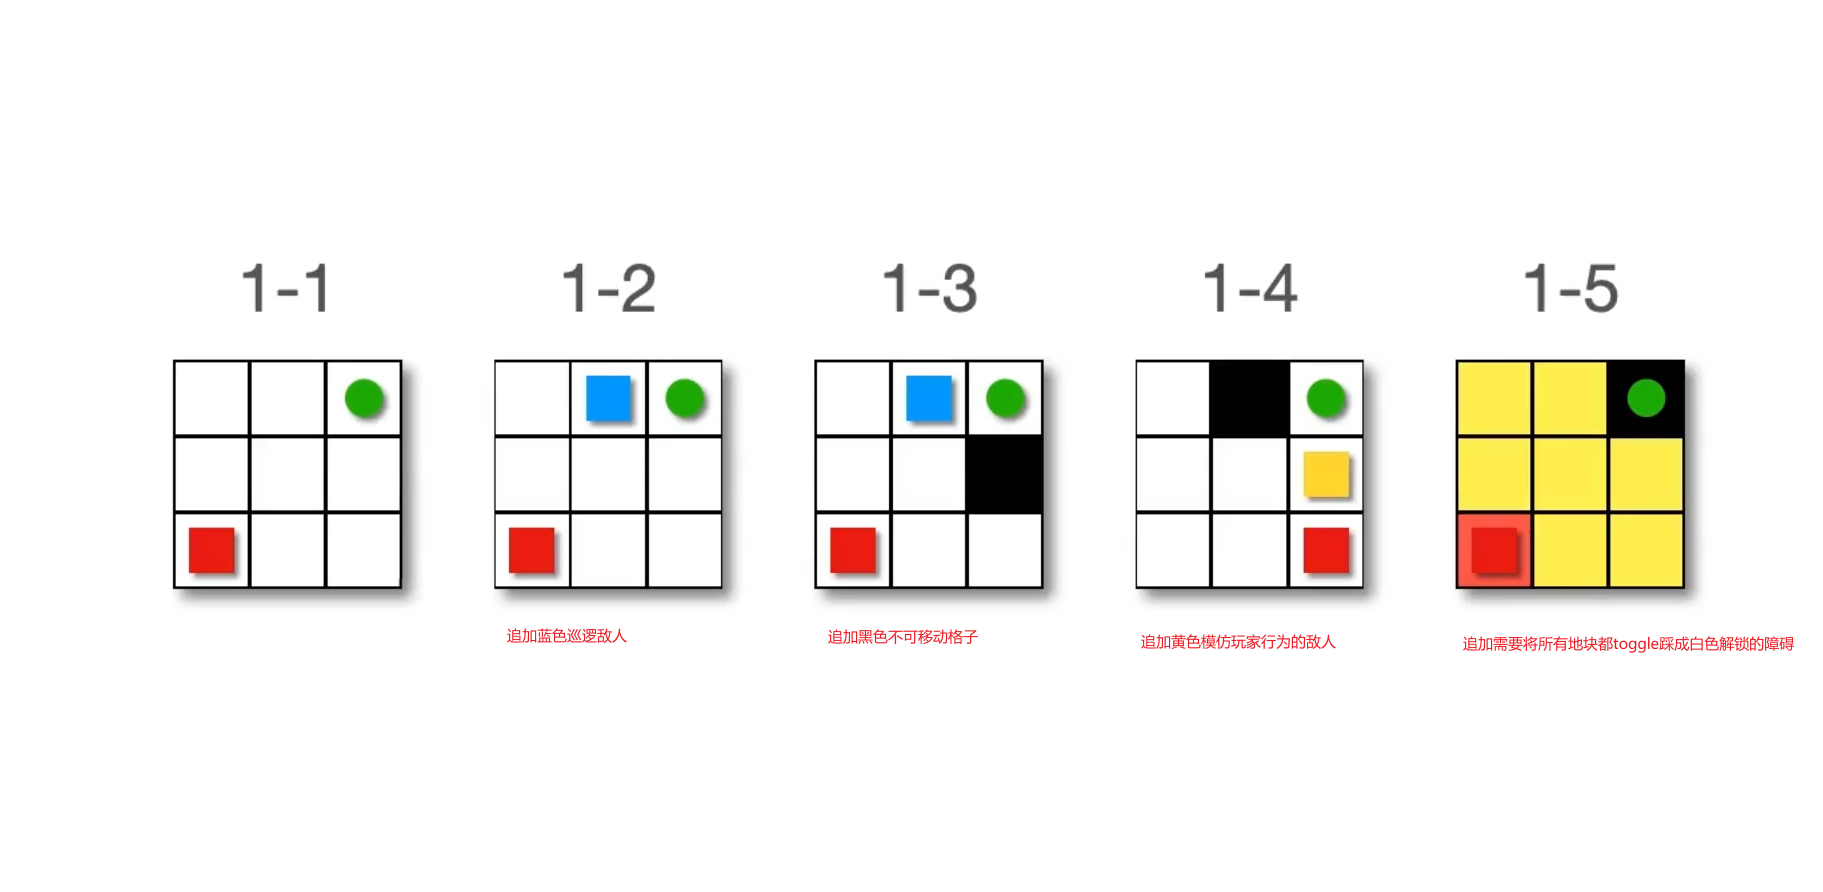 1-1
1-2
1-3
1-4
1-5
追加蓝色巡逻敌人
追加黑色不可移动格子
追加黄色模仿玩家行为的敌人
追加需要将所有地块都toggle踩成白色解锁的障碍